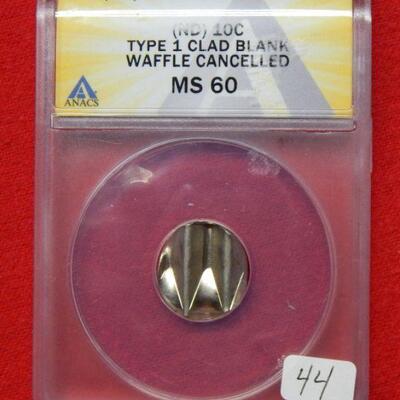 (ND) 10C
TYPE 1 CLAD BLANK
WAFFLE CANCELLED
MS 60
ANACS
44